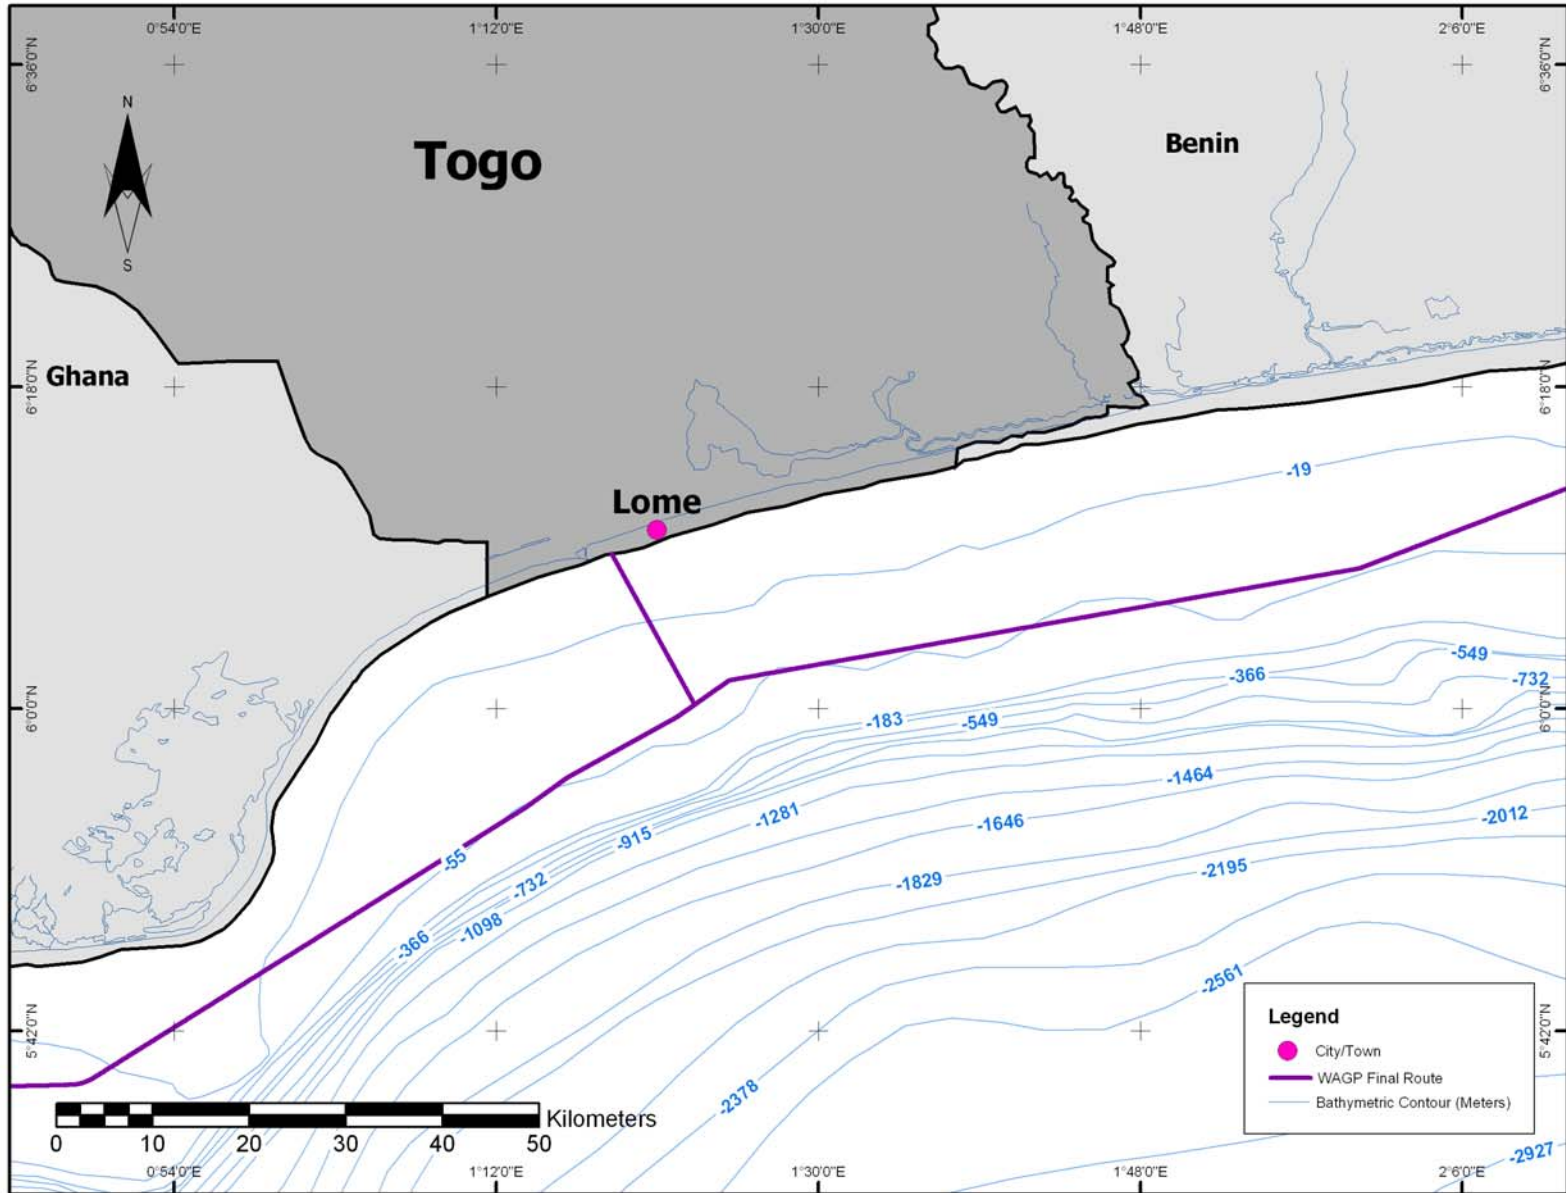 0°54'0"E 1°12'0"E 1°30'0"E 1°48'0"E 2°6'0"E
6°36'0"N 6°36'0"N
N
S
Togo
Benin
Ghana
6°18'0"N 6°18'0"N
Lome
-19
-549
-366
-732
-183
-549
6°0'0"N 6°0'0"N
-1464
-1281
-1646
-2012
-915
-55
-2195
-732
-1829
-1098
-366
-2561
5°42'0"N 5°42'0"N
-2378
-2927
Legend
City/Town
WAGP Final Route
Bathymetric Contour (Meters)
Kilometers
0 10 20 30 40 50
0°54'0"E 1°12'0"E 1°30'0"E 1°48'0"E 2°6'0"E